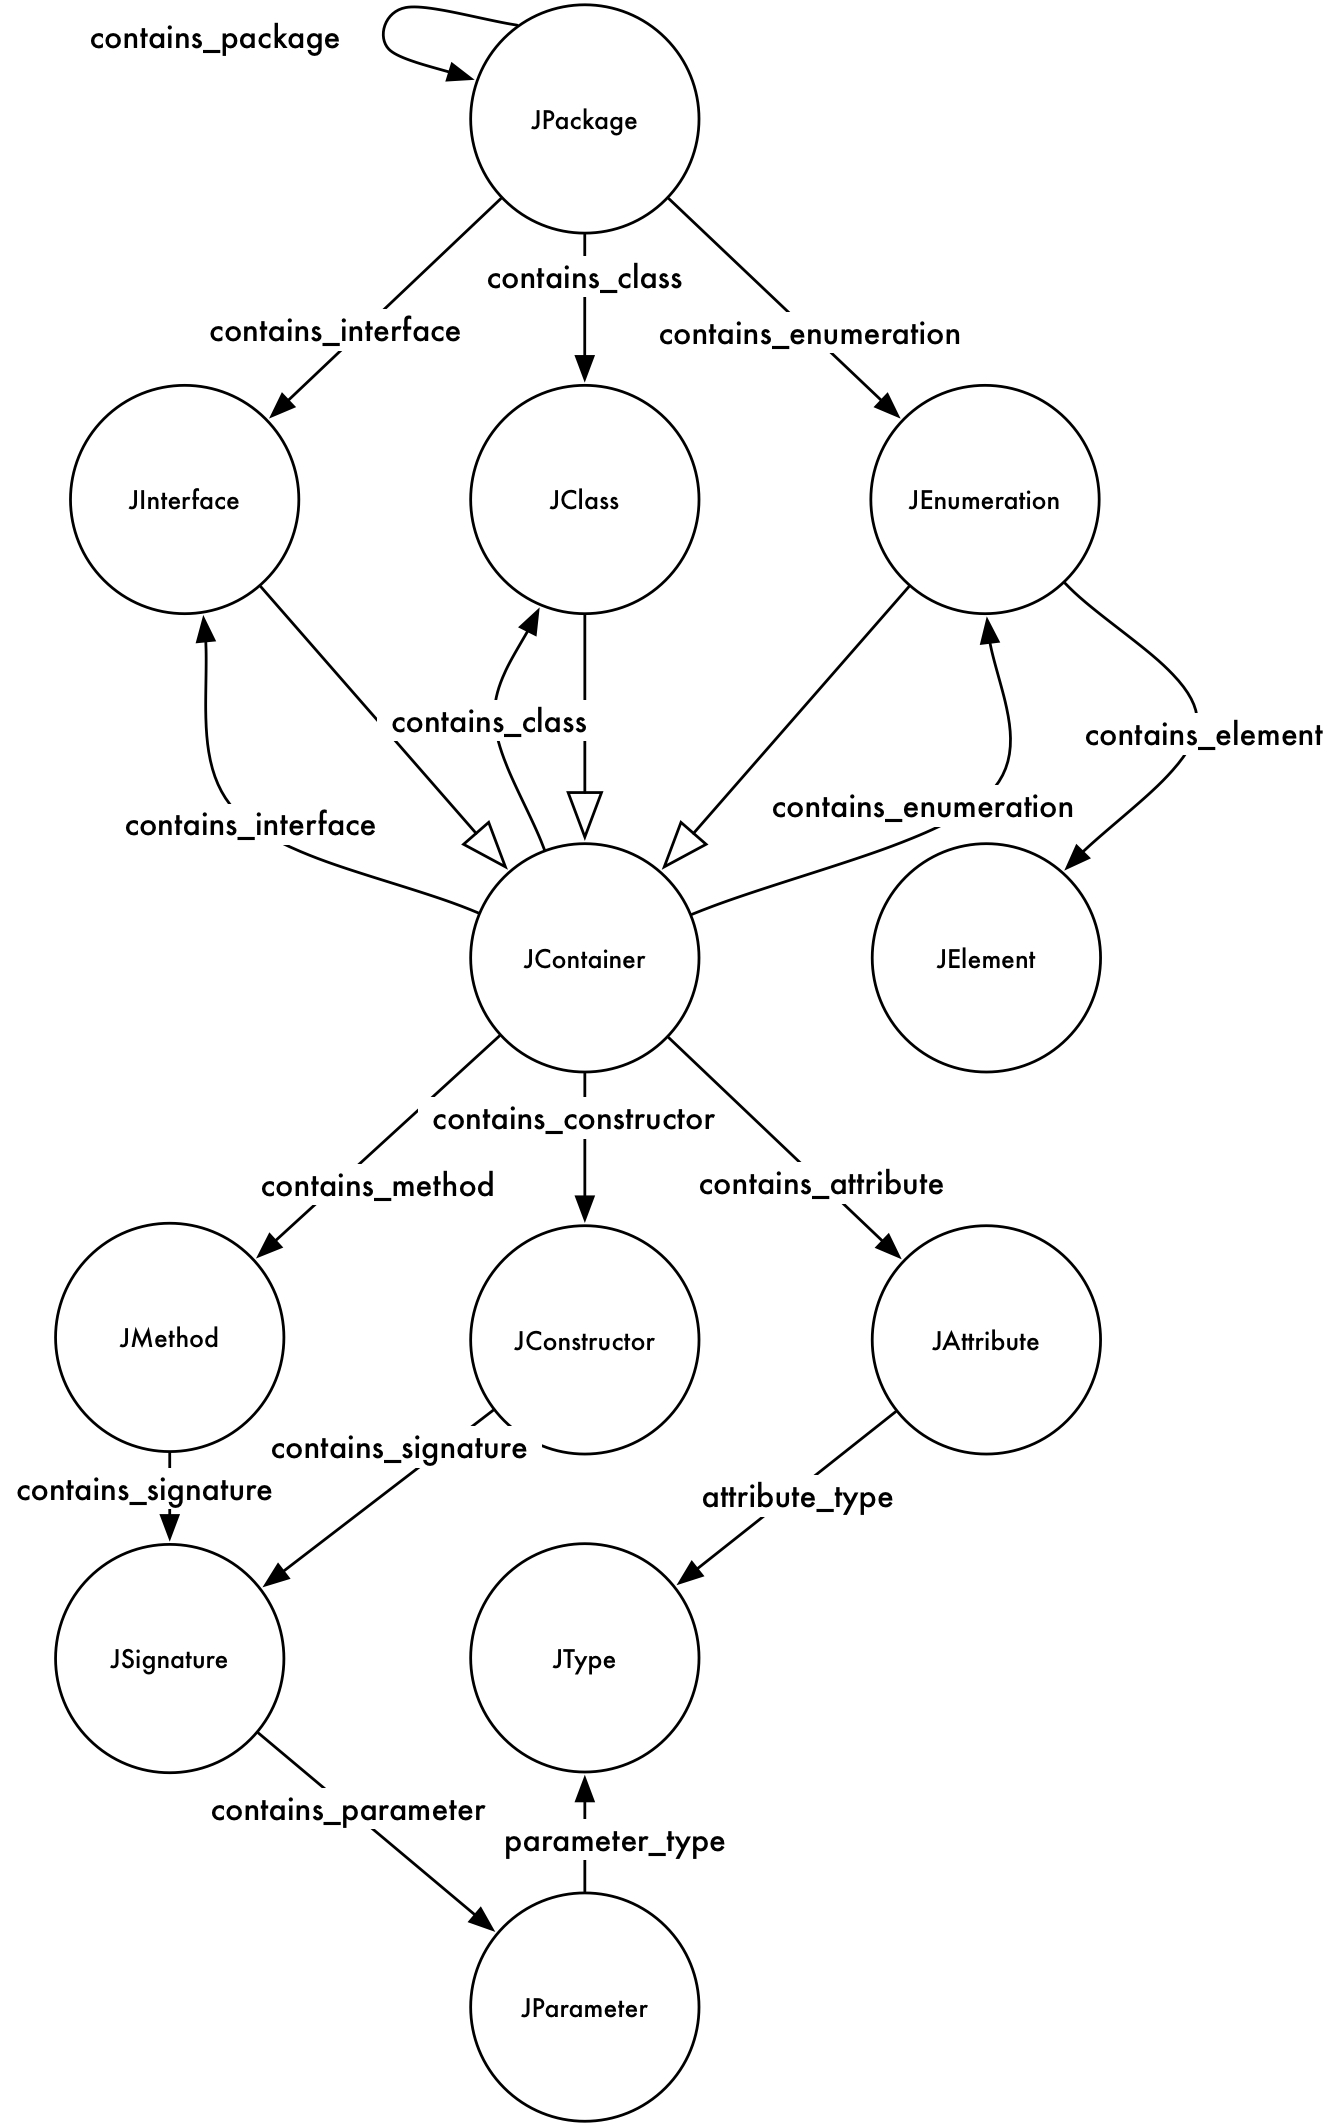 contains_package
JPackage
contains_class
contains_interface
contains_enumeration
JInterface
JClass
JEnumeration
contains_class
contains_element
contains_enumeration
contains_interface
JContainer
JElement
contains_constructor
contains_method
contains_attribute
JMethod
JConstructor
JAttribute
contains_signature
contains_signature
attribute_type
JSignature
JType
contains_parameter
parameter_type
JParameter